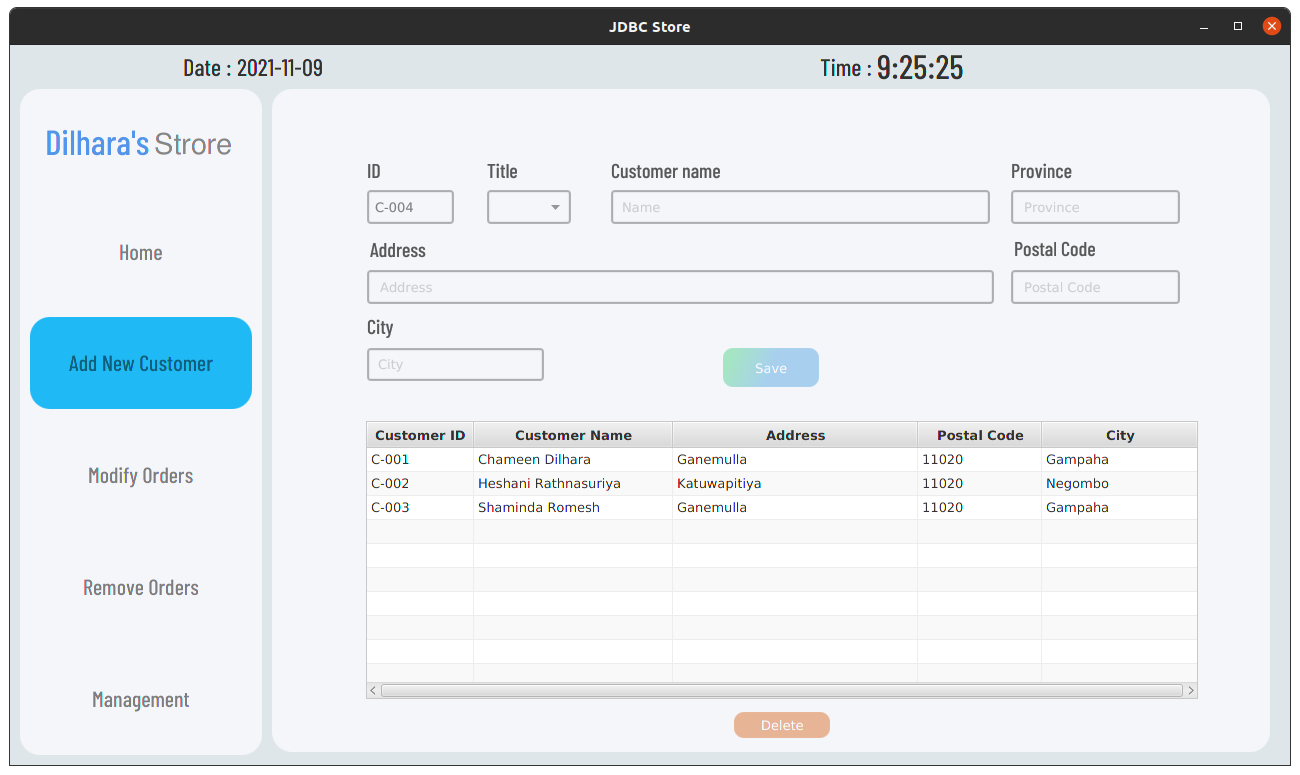 JDBC Store
Date : 2021-11-09 Time : 9:25:25
Dilhara's Strore
Home
Add New Customer
Modify Orders
Remove Orders
Management
ID Title Customer name Province
C-004 Name Province
Address Postal Code
Address Postal Code
City
City Save
Customer ID Customer Name Address Postal Code City
C-001 Chameen Dilhara Ganemulla 11020 Gampaha
C-002 Heshani Rathnasuriya Katuwapitiya 11020 Negombo
C-003 Shaminda Romesh Ganemulla 11020 Gampaha
Delete